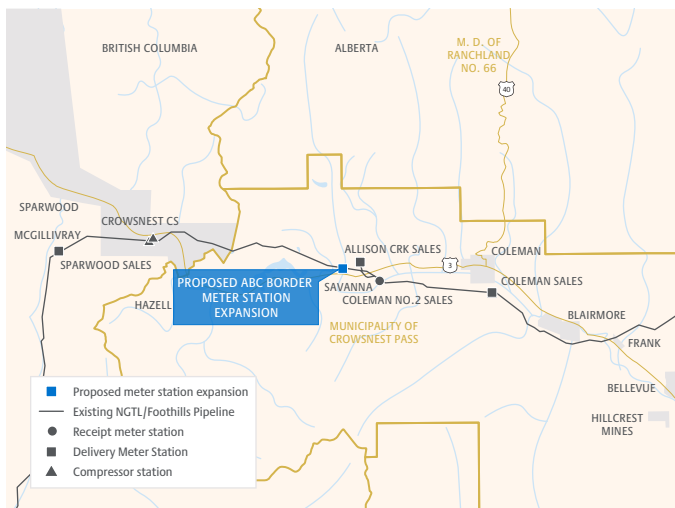 BRITISH COLUMBIA
ALBERTA
M. D. OF
RANCHLAND
NO. 66
40
SPARWOOD
CROWSNEST CS
MCGILLIVRAY
SPARWOOD SALES
ALLISON CRK SALES
3
COLEMAN
PROPOSED ABC BORDER
METER STATION
EXPANSION
SAVANNA
COLEMAN SALES
COLEMAN NO.2 SALES
HAZELL
BLAIRMORE
MUNICIPALITY OF
CROWSNEST PASS
FRANK
BELLEVUE
HILLCREST
MINES
Proposed meter station expansion
Existing NGTL/Foothills Pipeline
Receipt meter station
Delivery Meter Station
Compressor station